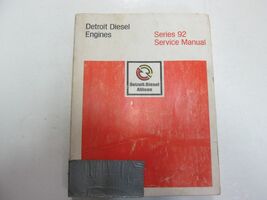 Detroit Diesel
Engines
Series 92
Service Manual
Detroit Diesel
Allison